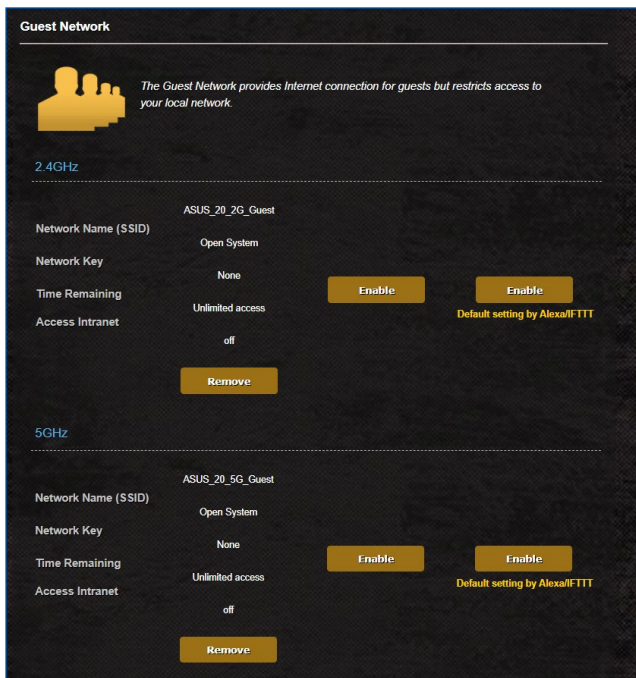 Guest Network
The Guest Network provides Internet connection for guests but restricts access to
your local network.
2.4GHz
ASUS_20_2G_Guest
Network Name (SSID)
Open System
Network Key
None
Time Remaining
Enable
Enable
Unlimited access
Default setting by Alexa/IFTTT
Access Intranet
off
Remove
5GHz
ASUS_20_5G_Guest
Network Name (SSID)
Open System
Network Key
None
Time Remaining
Enable
Enable
Unlimited access
Default setting by Alexa/IFTTT
Access Intranet
off
Remove